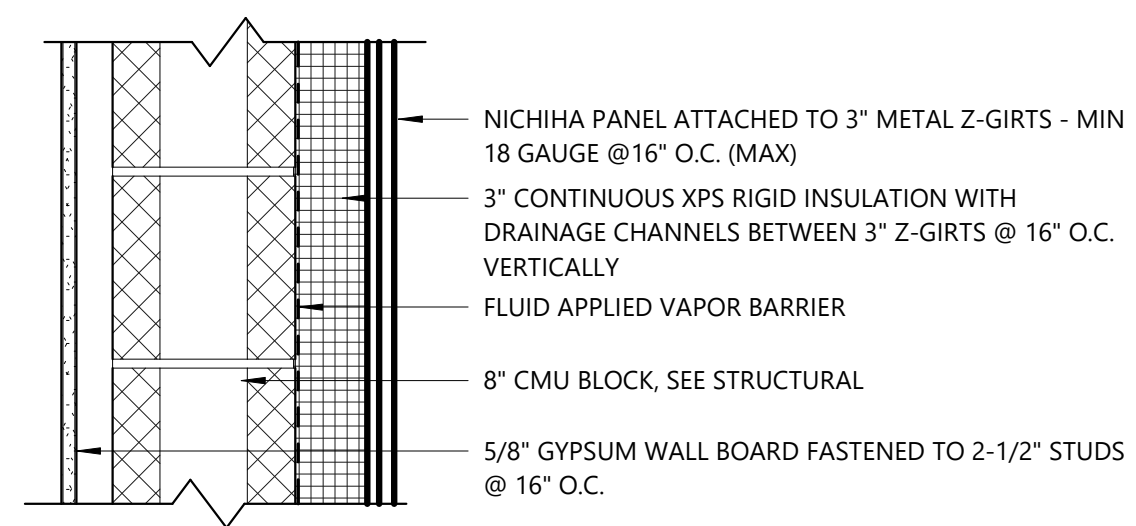 NICHIHA PANEL ATTACHED TO 3" METAL Z-GIRTS - MIN
18 GAUGE @16" O.C. (MAX)
3" CONTINUOUS XPS RIGID INSULATION WITH
DRAINAGE CHANNELS BETWEEN 3" Z-GIRTS @ 16" O.C.
VERTICALLY
FLUID APPLIED VAPOR BARRIER
8" CMU BLOCK, SEE STRUCTURAL
5/8" GYPSUM WALL BOARD FASTENED TO 2-1/2" STUDS
@ 16" O.C.